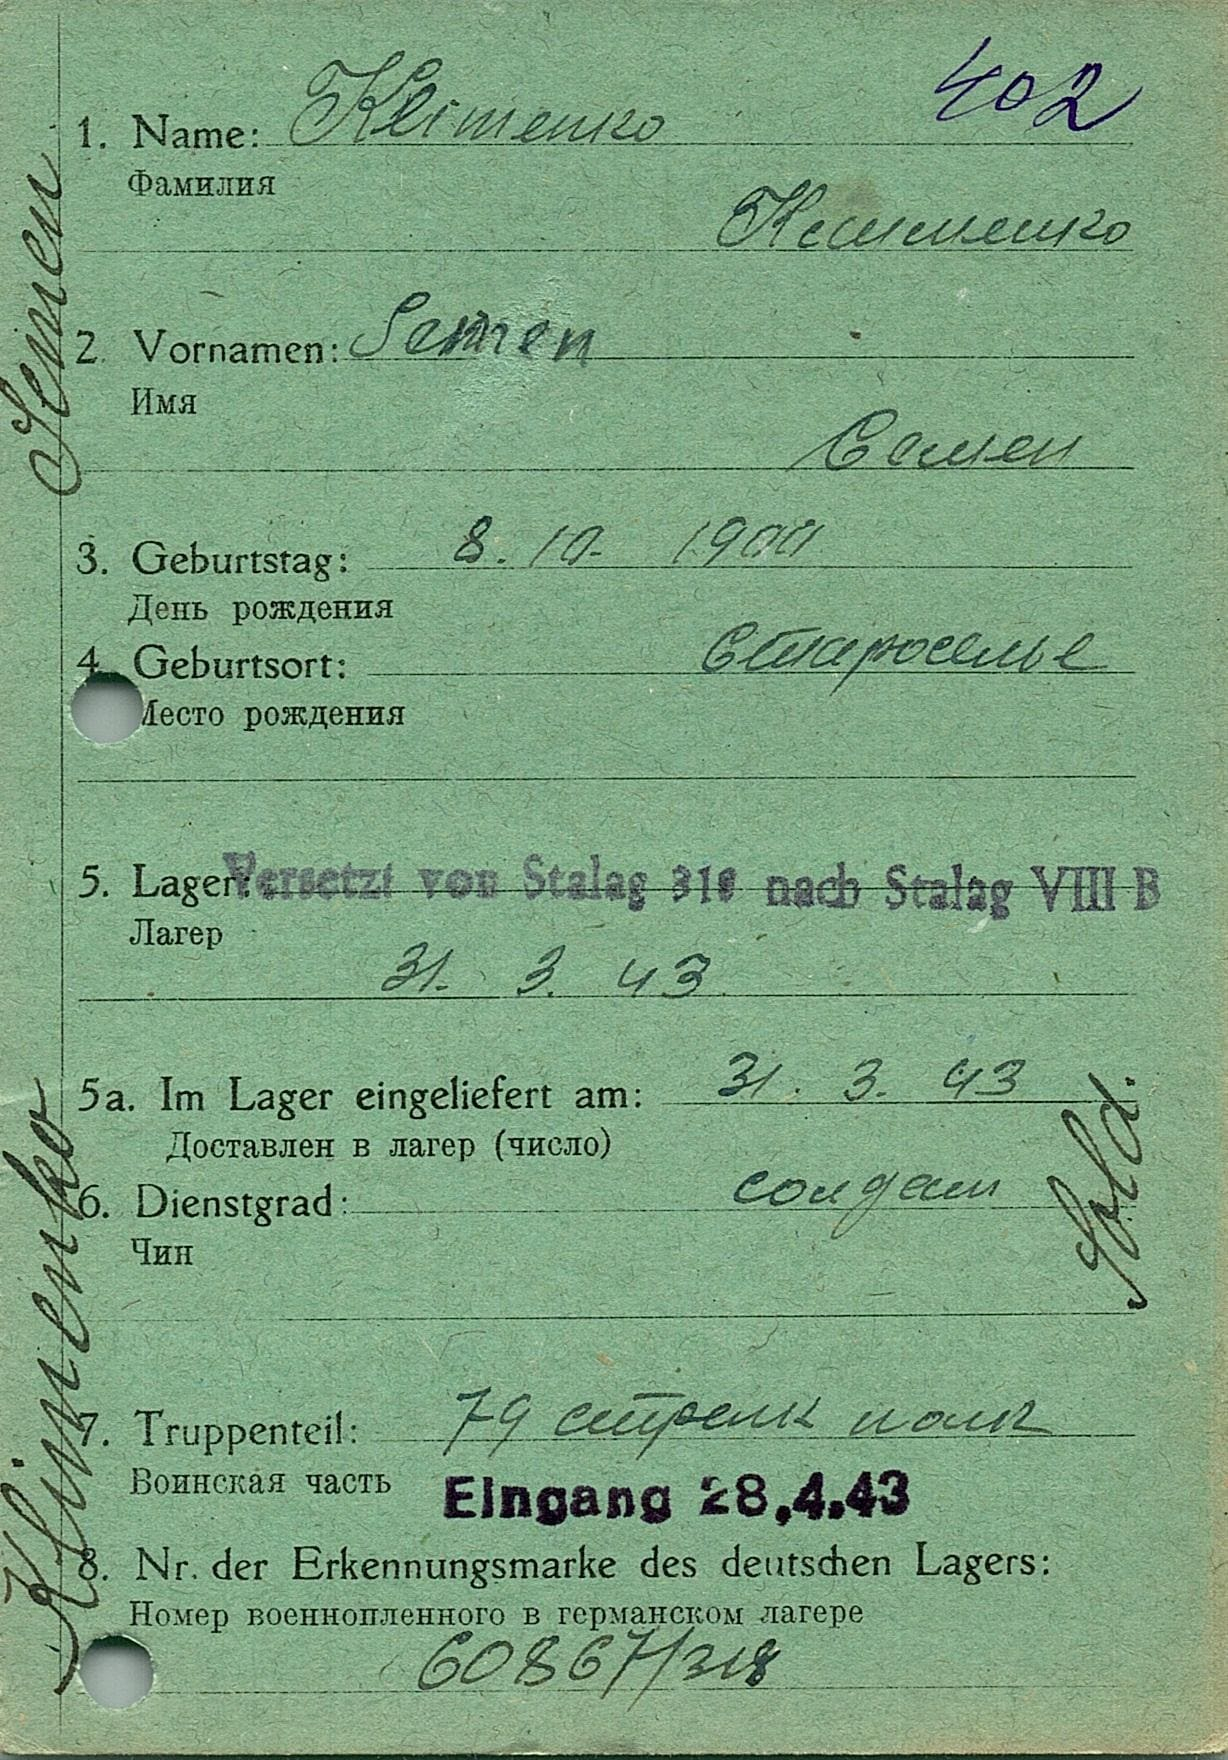 402
1. Name: Klimenko
Фамилия
Клименко
2. Vornamen: Semen
Имя
Семен
3. Geburtstag: 8. 10. 1900
День рождения
4. Geburtsort: Староселье
Место рождения
5. Lager: Versetzt von Stalag 318 nach Stalag VIII B
Лагер
31. 3. 43
5a. Im Lager eingeliefert am: 31. 3. 43
Доставлен в лагер (число)
6. Dienstgrad: солдат
Чин
Sold.
7. Truppenteil: 79 стрелк полк
Воинская часть
Eingang 28.4.43
8. Nr. der Erkennungsmarke des deutschen Lagers:
Номер военнопленного в германском лагере
60867/318
Klimenko Semen